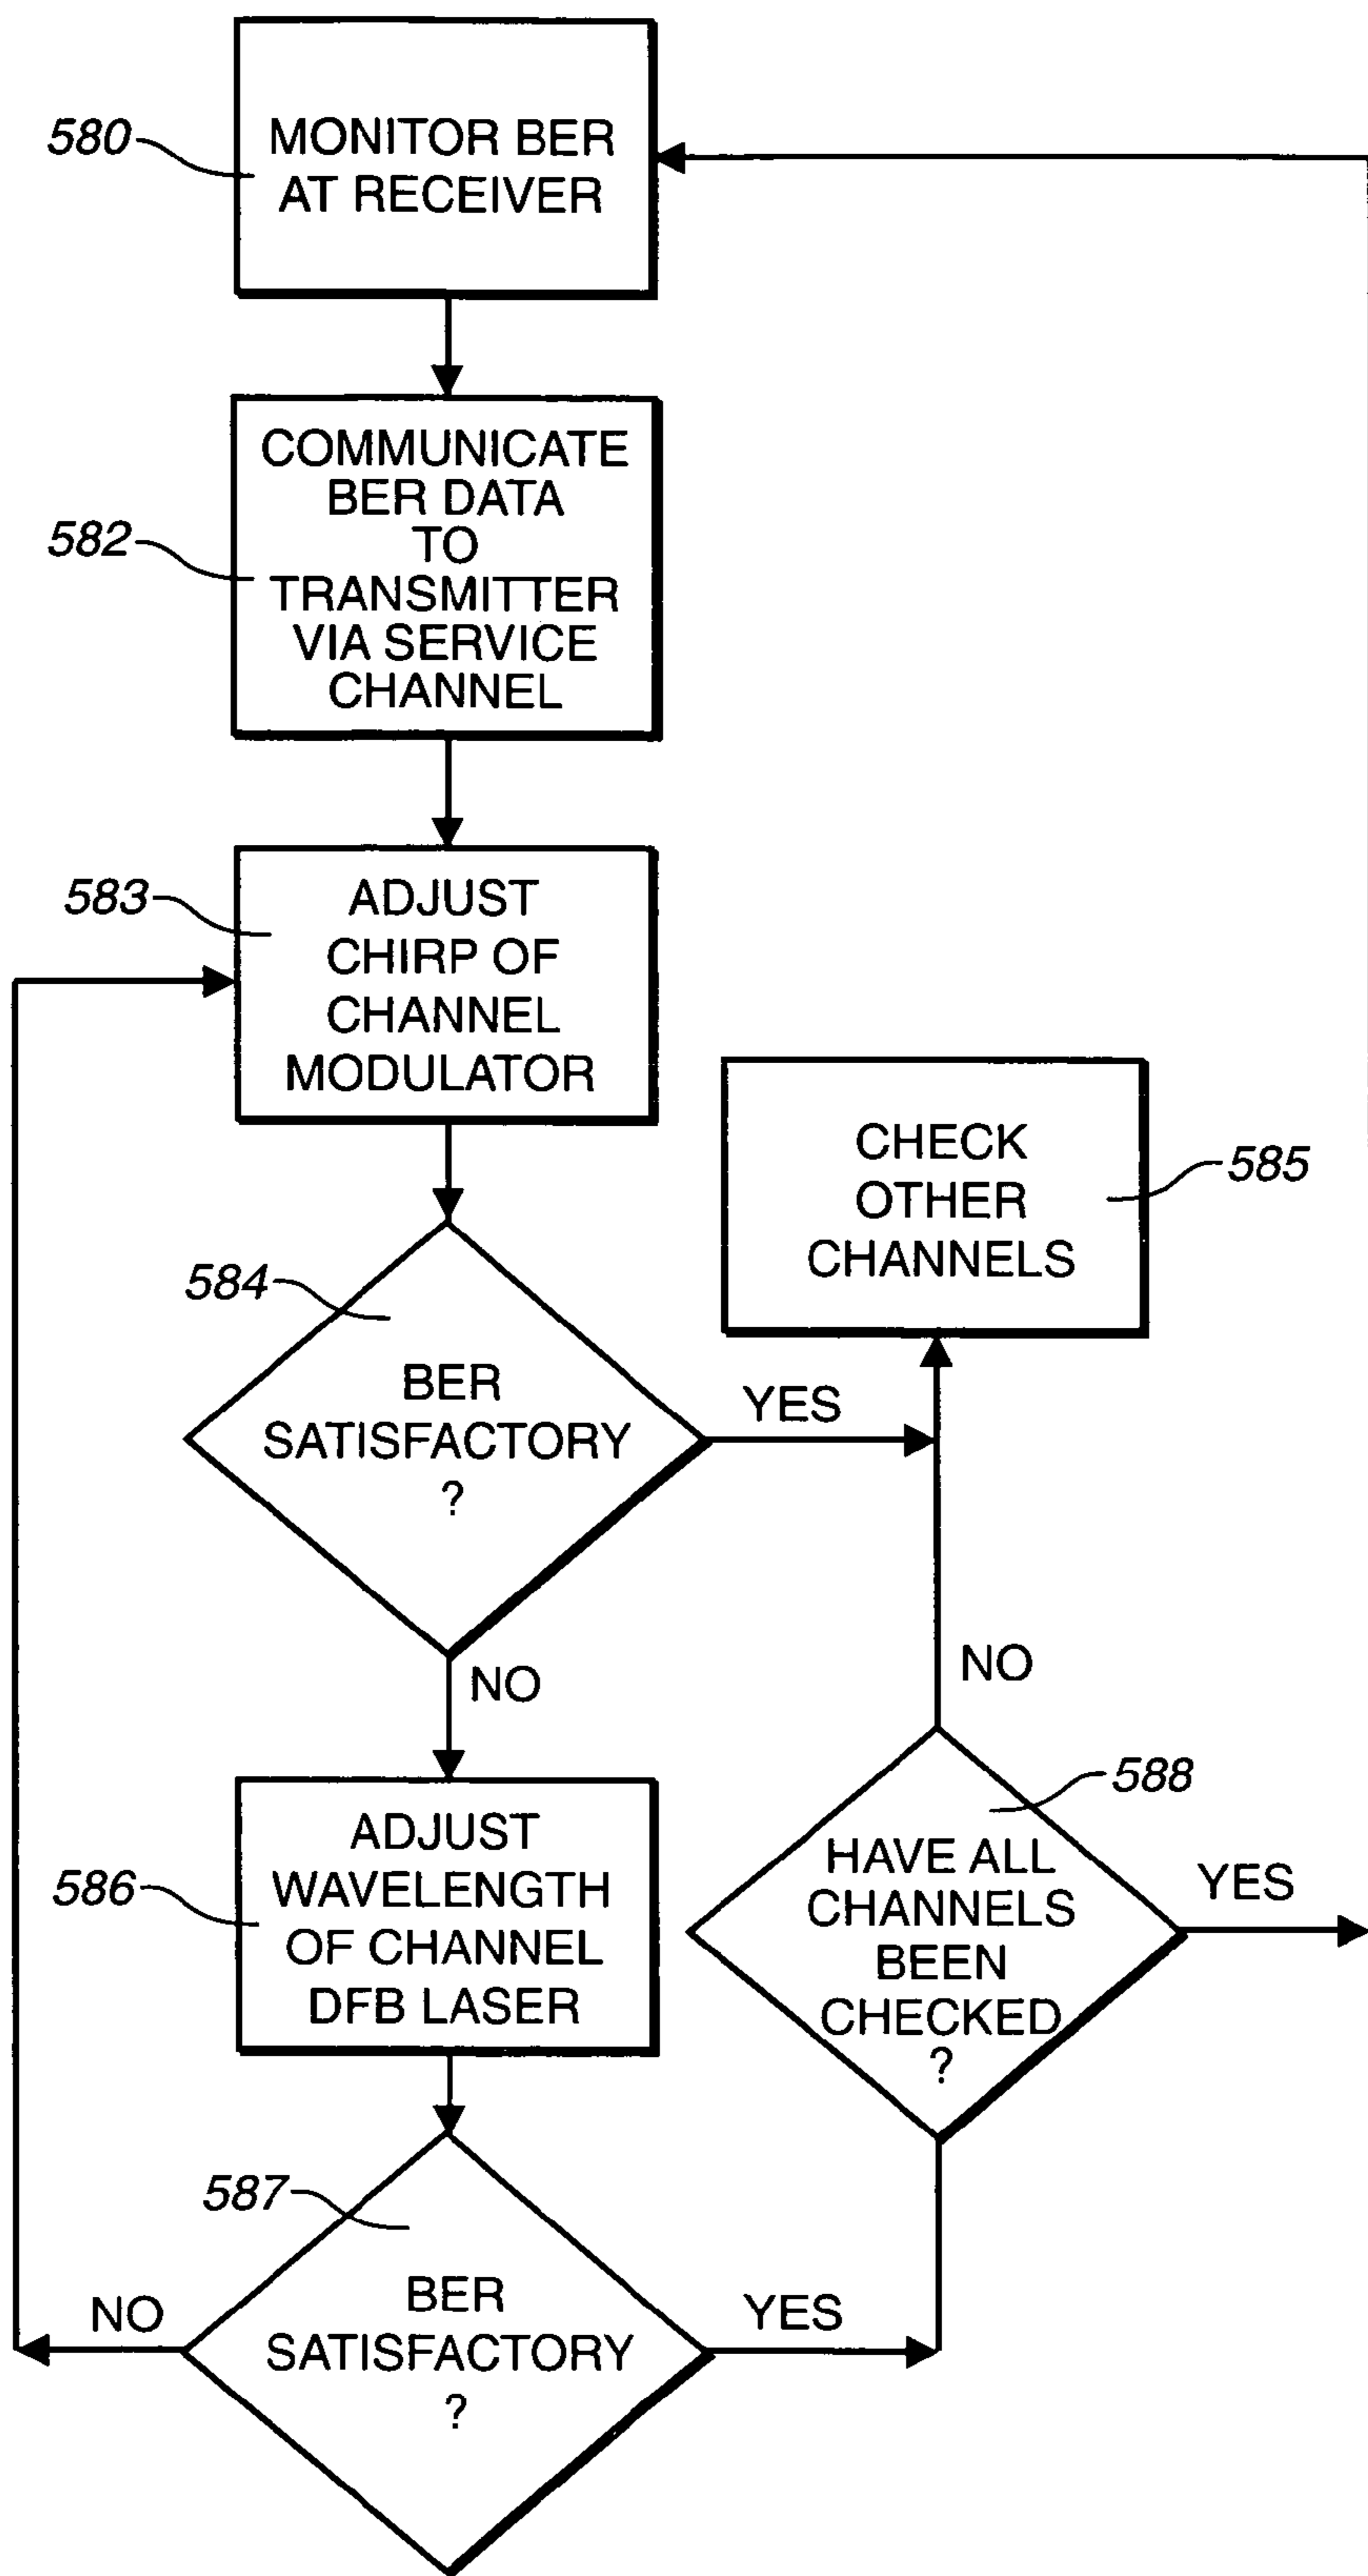 580
MONITOR BER
AT RECEIVER
582
COMMUNICATE
BER DATA
TO
TRANSMITTER
VIA SERVICE
CHANNEL
583
ADJUST
CHIRP OF
CHANNEL
MODULATOR
CHECK
OTHER
CHANNELS
585
584
BER
SATISFACTORY
?
YES
NO
NO
586
ADJUST
WAVELENGTH
OF CHANNEL
DFB LASER
588
HAVE ALL
CHANNELS
BEEN
CHECKED
?
YES
587
BER
SATISFACTORY
?
NO
YES